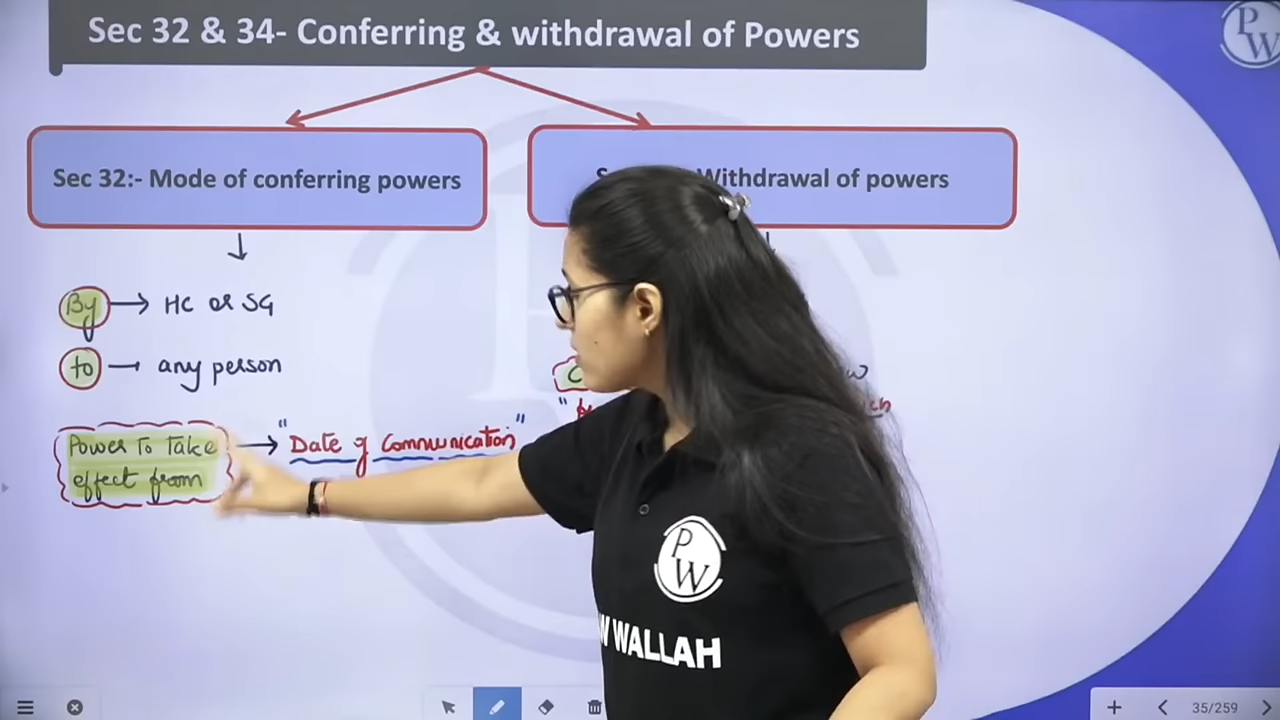 Sec 32 & 34- Conferring & withdrawal of Powers
PW
Sec 32:- Mode of conferring powers
Withdrawal of powers
By → HC or SG
to → any person
Power To take effect from → "Date of Communication"
P
W
WALLAH
35/259